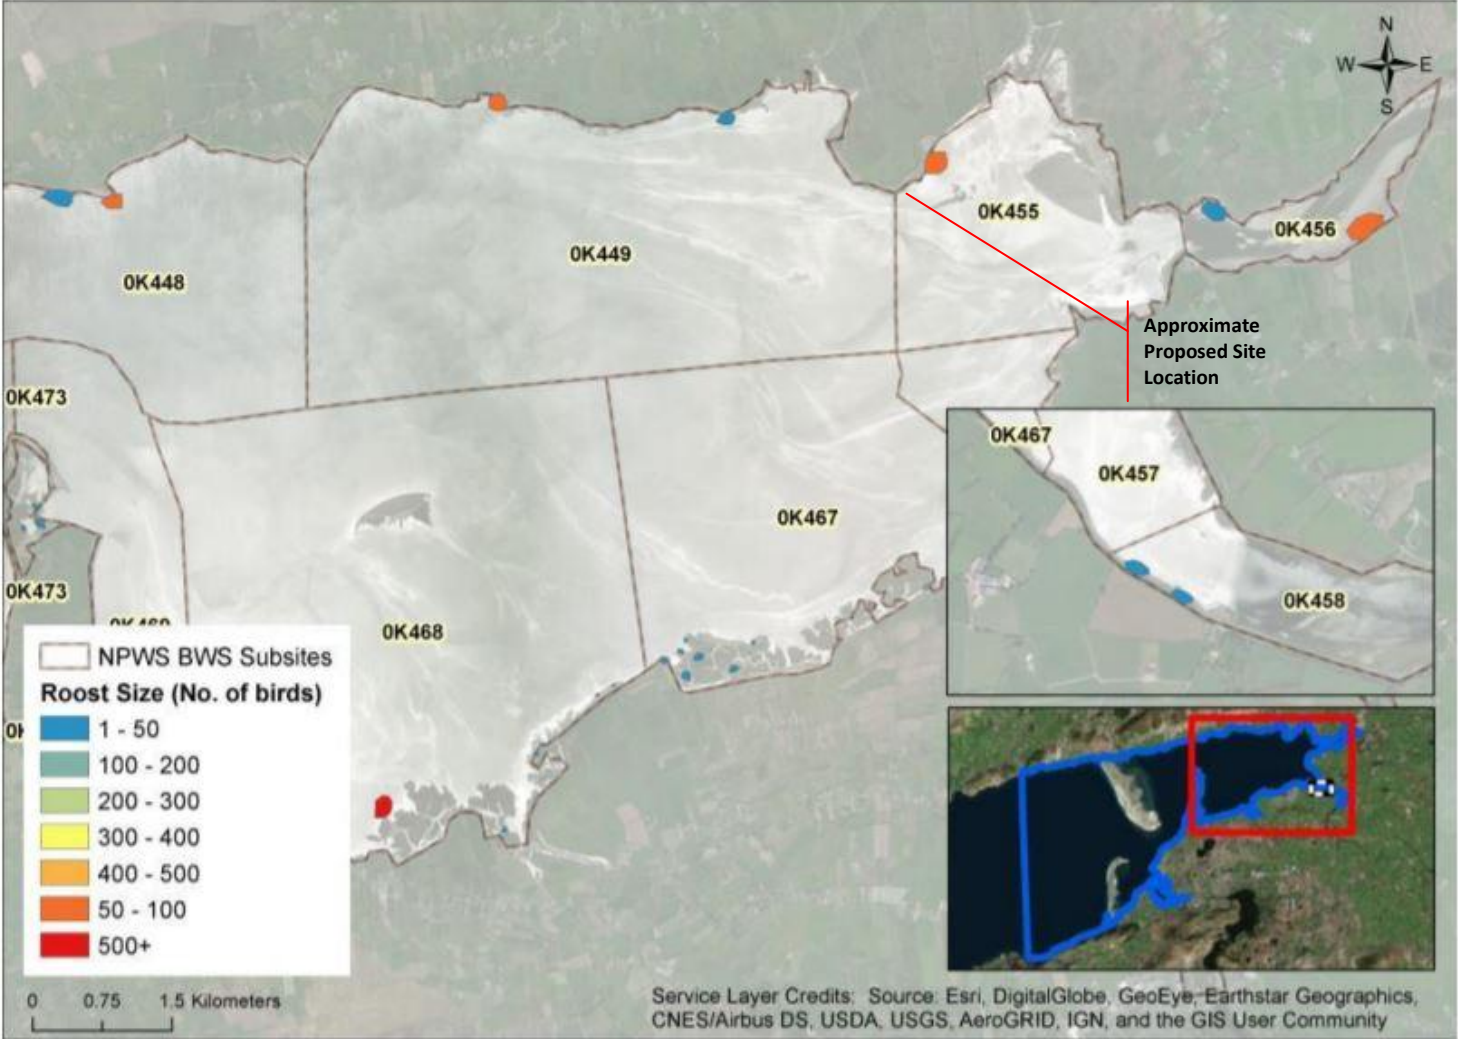 N
W E
S
0K455
0K456
0K449
0K448
Approximate
Proposed Site
Location
0K473
0K467
0K457
0K467
0K458
0K473
0K468
NPWS BWS Subsites
Roost Size (No. of birds)
1 - 50
100 - 200
200 - 300
300 - 400
400 - 500
50 - 100
500+
0 0.75 1.5 Kilometers
Service Layer Credits: Source: Esri, DigitalGlobe, GeoEye, Earthstar Geographics,
CNES/Airbus DS, USDA, USGS, AeroGRID, IGN, and the GIS User Community